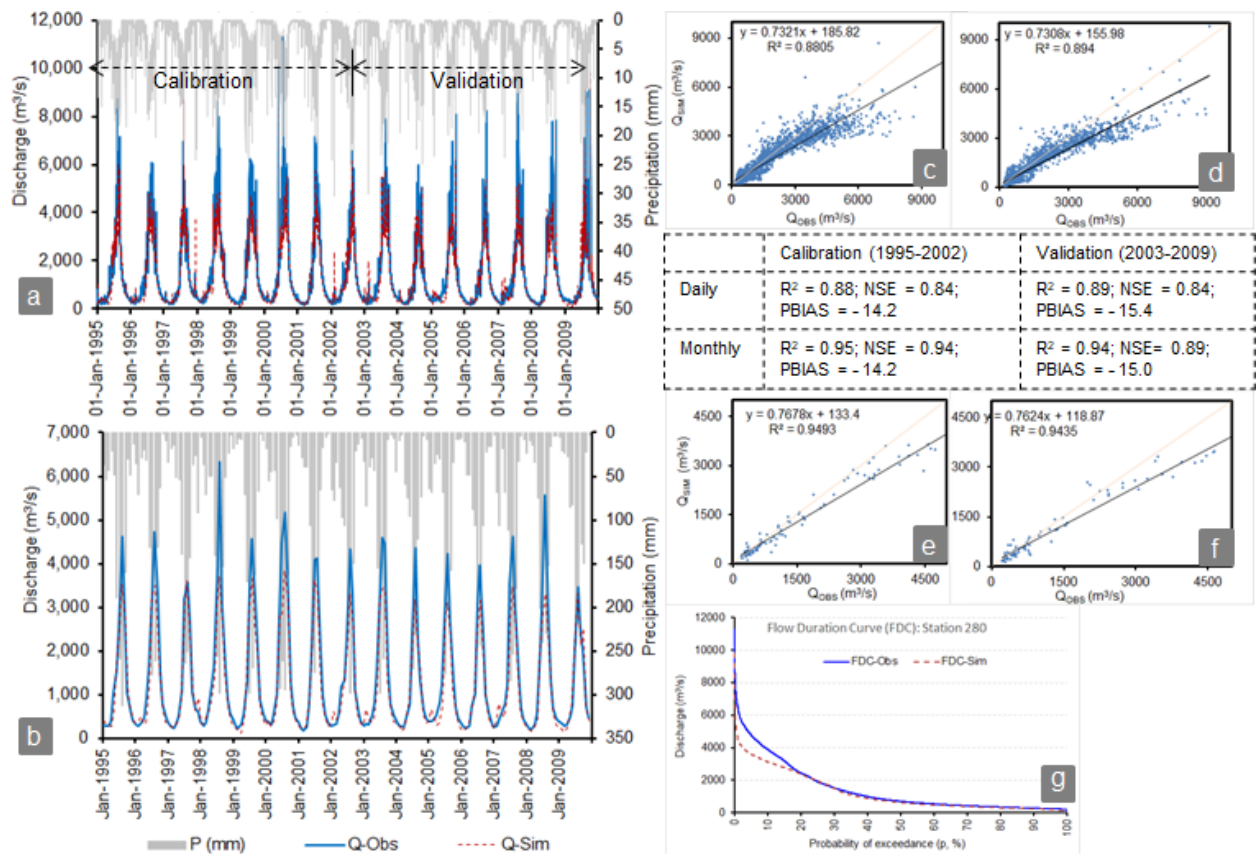 Calibration
Validation
Discharge (m³/s)
Precipitation (mm)
12,000
10,000
8,000
6,000
4,000
2,000
0
0
5
10
15
20
25
30
35
40
45
50
a
01-Jan-1995
01-Jan-1996
01-Jan-1997
01-Jan-1998
01-Jan-1999
01-Jan-2000
01-Jan-2001
01-Jan-2002
01-Jan-2003
01-Jan-2004
01-Jan-2005
01-Jan-2006
01-Jan-2007
01-Jan-2008
01-Jan-2009
Discharge (m³/s)
Precipitation (mm)
7,000
6,000
5,000
4,000
3,000
2,000
1,000
0
0
50
100
150
200
250
300
350
b
Jan-1995
Jan-1996
Jan-1997
Jan-1998
Jan-1999
Jan-2000
Jan-2001
Jan-2002
Jan-2003
Jan-2004
Jan-2005
Jan-2006
Jan-2007
Jan-2008
Jan-2009
P (mm) Q-Obs Q-Sim
y = 0.7321x + 185.82
R² = 0.8805
Q_SIM (m³/s)
9000
6000
3000
0
c
0 3000 6000 9000
Q_OBS (m³/s)
y = 0.7308x + 155.98
R² = 0.894
9000
6000
3000
0
d
0 3000 6000 9000
Q_OBS (m³/s)
Calibration (1995-2002) Validation (2003-2009)
Daily R² = 0.88; NSE = 0.84; R² = 0.89; NSE = 0.84;
PBIAS = - 14.2 PBIAS = - 15.4
Monthly R² = 0.95; NSE = 0.94; R² = 0.94; NSE= 0.89;
PBIAS = - 14.2 PBIAS = - 15.0
y = 0.7678x + 133.4
R² = 0.9493
Q_SIM (m³/s)
4500
3000
1500
0
e
0 1500 3000 4500
Q_OBS (m³/s)
y = 0.7624x + 118.87
R² = 0.9435
4500
3000
1500
0
f
0 1500 3000 4500
Q_OBS (m³/s)
Flow Duration Curve (FDC): Station 280
FDC-Obs FDC-Sim
Discharge (m³/s)
12000
10000
8000
6000
4000
2000
0
g
0 10 20 30 40 50 60 70 80 90 100
Probability of exceedance (p, %)